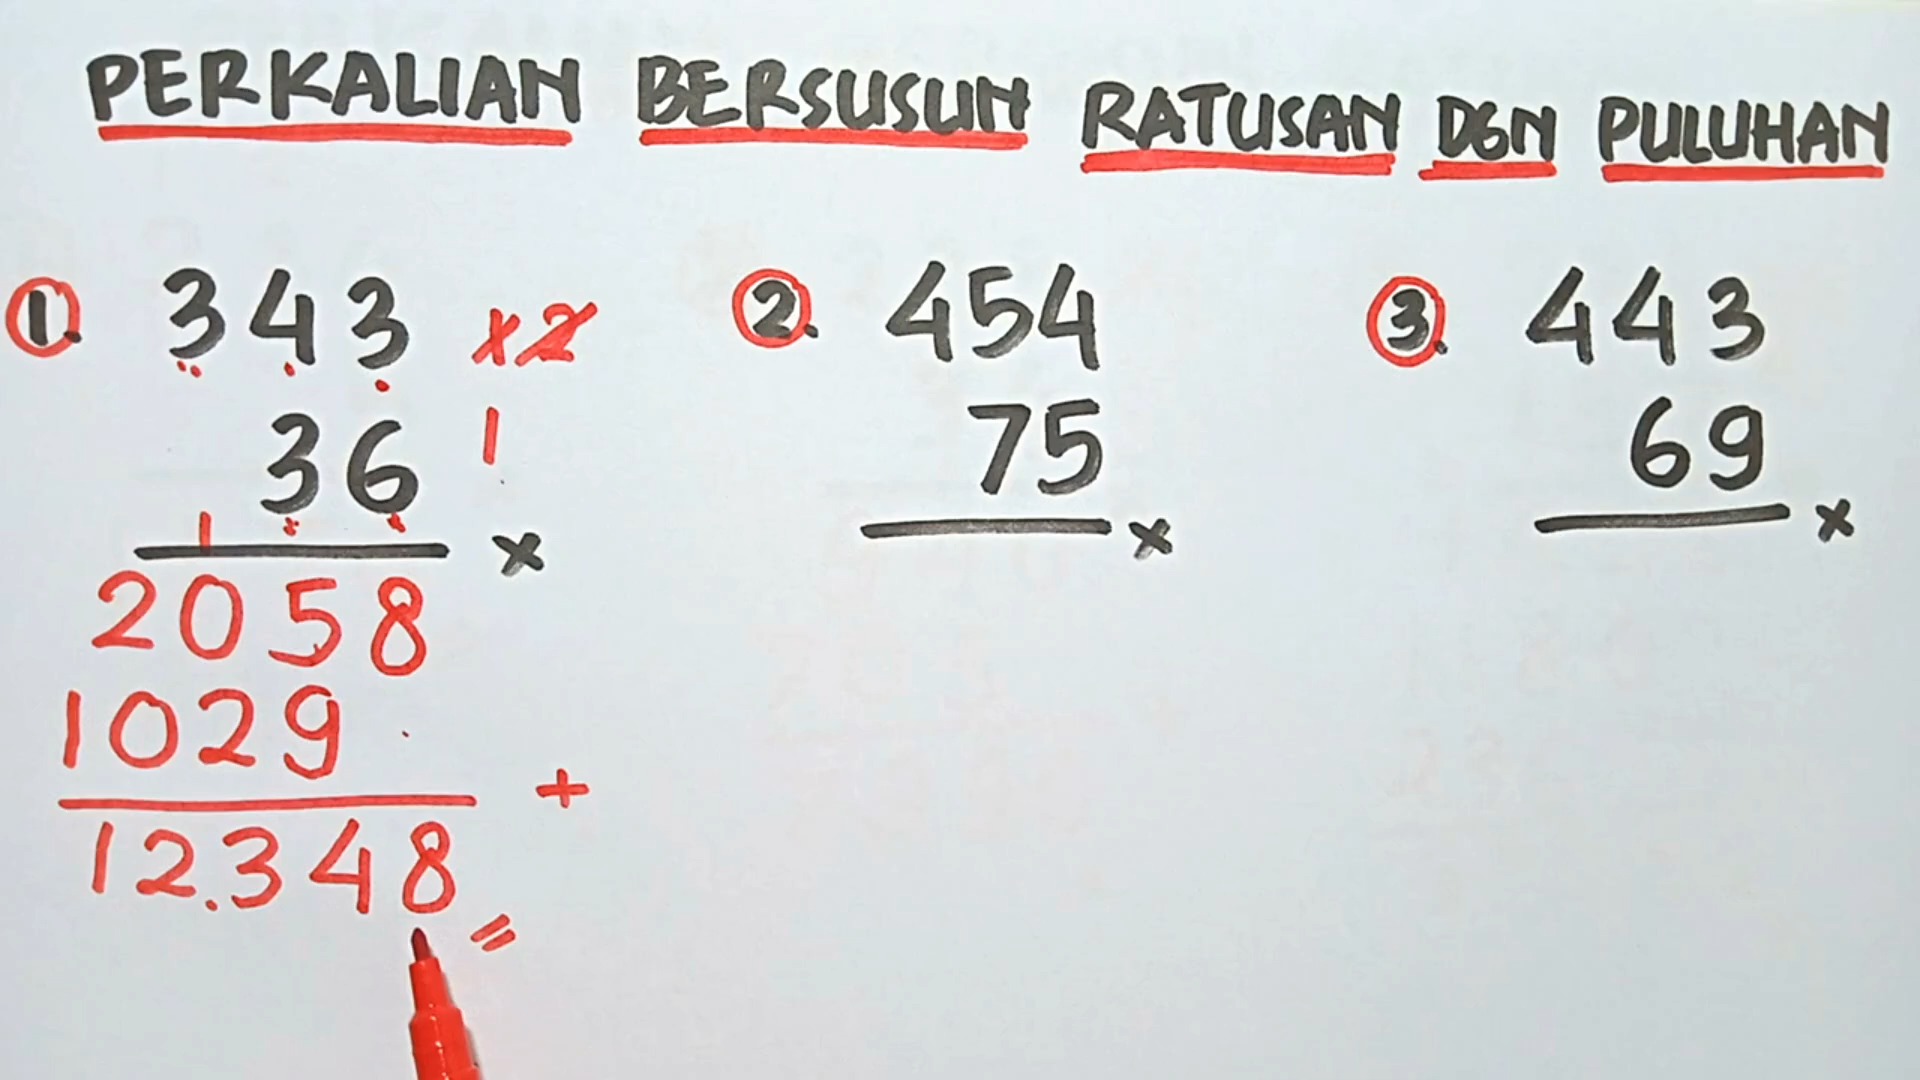 PERKALIAN BERSUSUN RATUSAN DGN PULUHAN
1. 343 x2
36 1
1
x
2058
1029
+
12.348 =
2. 454
75
x
3. 443
69
x